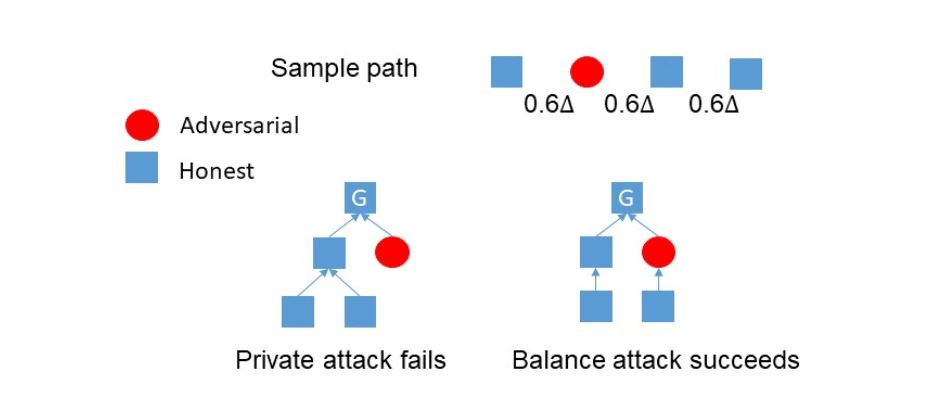 Sample path
0.6Δ 0.6Δ 0.6Δ
Adversarial
Honest
G G
Private attack fails Balance attack succeeds